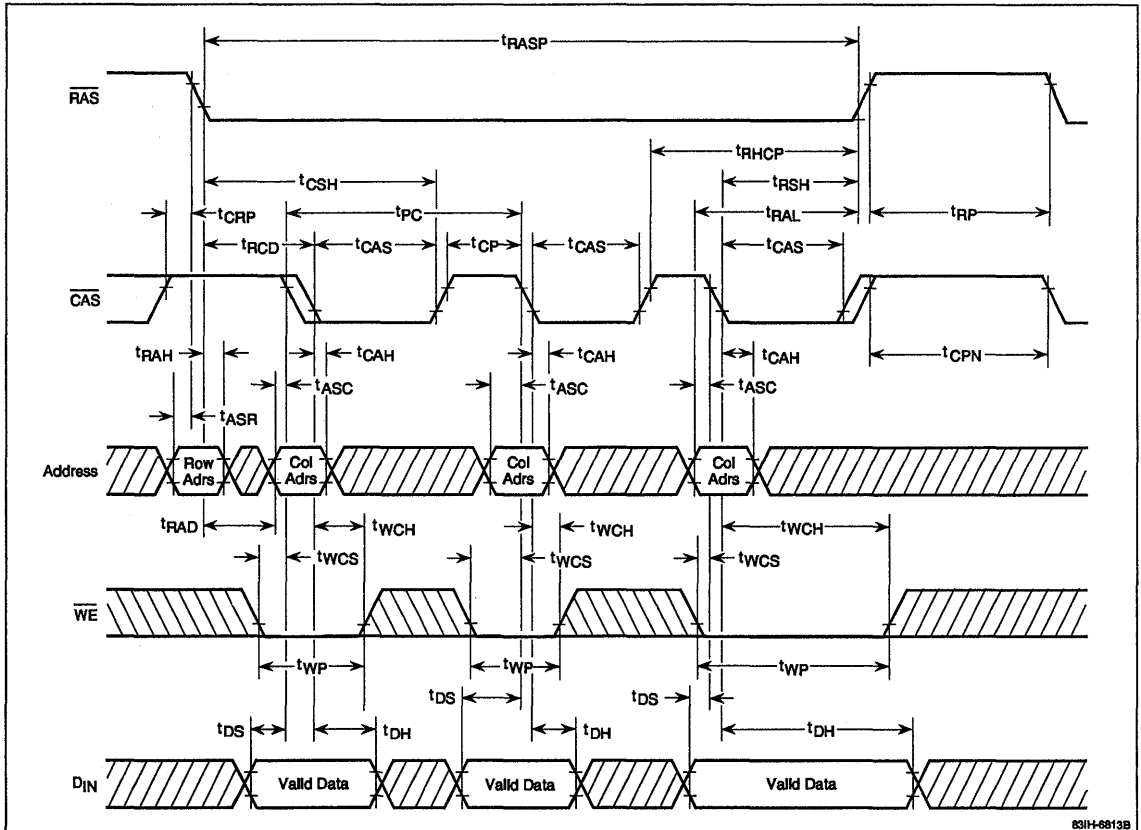 tRASP
RAS
tRHCP
tCSH
tRSH
tCRP
tPC
tRAL
tRP
tRCD
tCAS
tCP
tCAS
tCAS
CAS
tRAH
tCAH
tCAH
tCAH
tCPN
tASC
tASC
tASC
tASR
Address
Row Adrs
Col Adrs
Col Adrs
Col Adrs
tRAD
tWCH
tWCH
tWCH
tWCS
tWCS
tWCS
WE
tWP
tWP
tWP
tDS
tDS
tDS
tDH
tDH
tDH
DIN
Valid Data
Valid Data
Valid Data
83IH-6813B